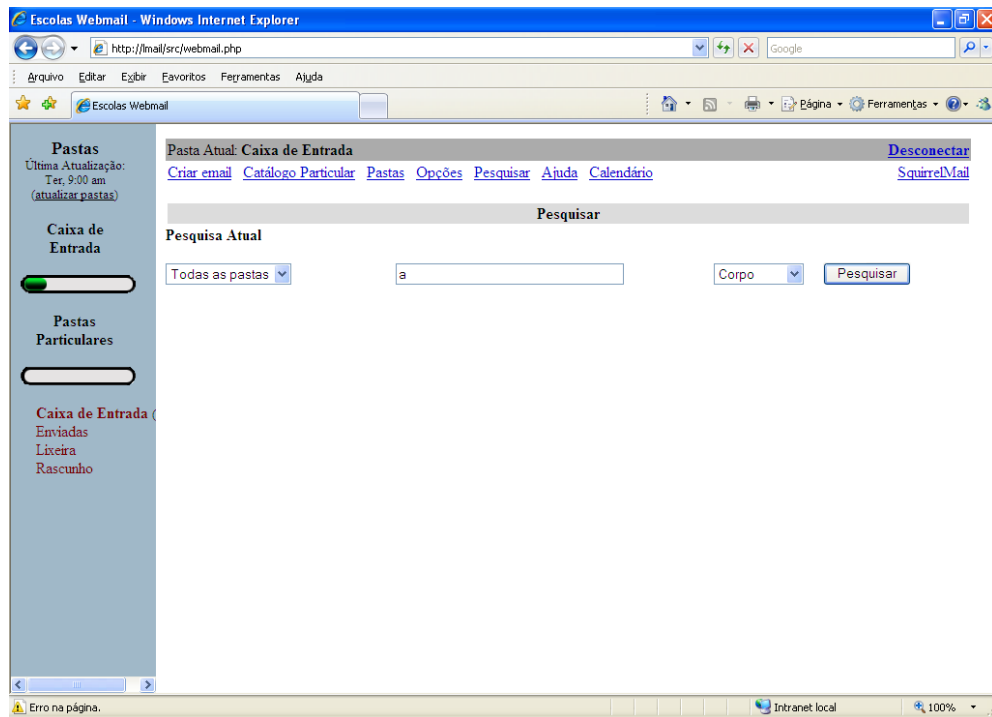 Escolas Webmail - Windows Internet Explorer
http://lmail/src/webmail.php
Google
Arquivo Editar Exibir Favoritos Ferramentas Ajuda
Escolas Webmail
Página Ferramentas
Pastas
Última Atualização:
Ter, 9:00 am
(atualizar pastas)
Caixa de
Entrada
Pastas
Particulares
Caixa de Entrada (
Enviadas
Lixeira
Rascunho
Pasta Atual: Caixa de Entrada Desconectar
Criar email Catálogo Particular Pastas Opções Pesquisar Ajuda Calendário SquirrelMail
Pesquisar
Pesquisa Atual
Todas as pastas a Corpo Pesquisar
Erro na página. Intranet local 100%